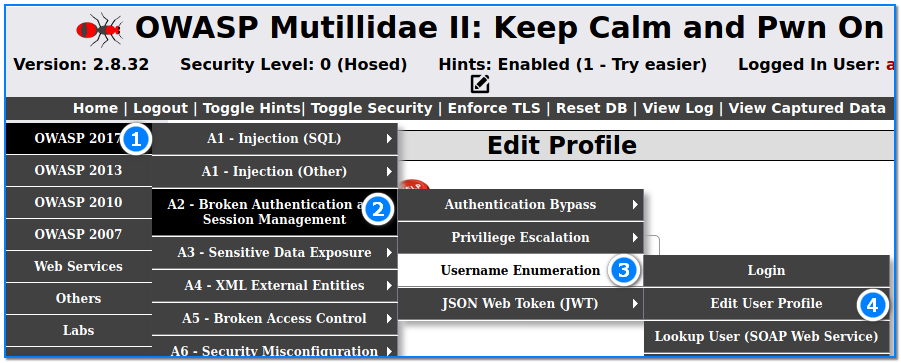 OWASP Mutillidae II: Keep Calm and Pwn On
Version: 2.8.32 Security Level: 0 (Hosed) Hints: Enabled (1 - Try easier) Logged In User: a
Home | Logout | Toggle Hints| Toggle Security | Enforce TLS | Reset DB | View Log | View Captured Data
Edit Profile
OWASP 2017
1
OWASP 2013
OWASP 2010
OWASP 2007
Web Services
Others
Labs
A1 - Injection (SQL)
A1 - Injection (Other)
A2 - Broken Authentication a
Session Management
2
A3 - Sensitive Data Exposure
A4 - XML External Entities
A5 - Broken Access Control
A6 - Security Misconfiguration
Authentication Bypass
Priviliege Escalation
Username Enumeration
3
JSON Web Token (JWT)
Login
Edit User Profile
4
Lookup User (SOAP Web Service)